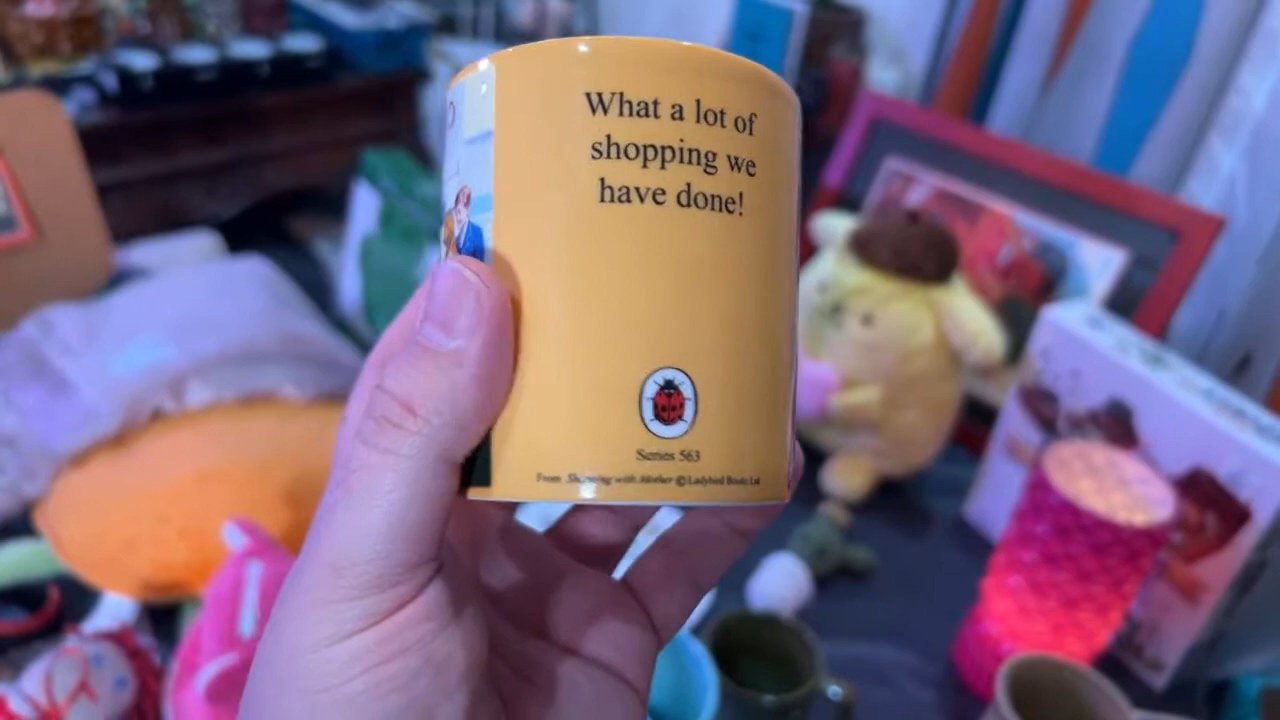 What a lot of
shopping we
have done!
Series 563
From Shopping with Mother © Ladybird Books Ltd